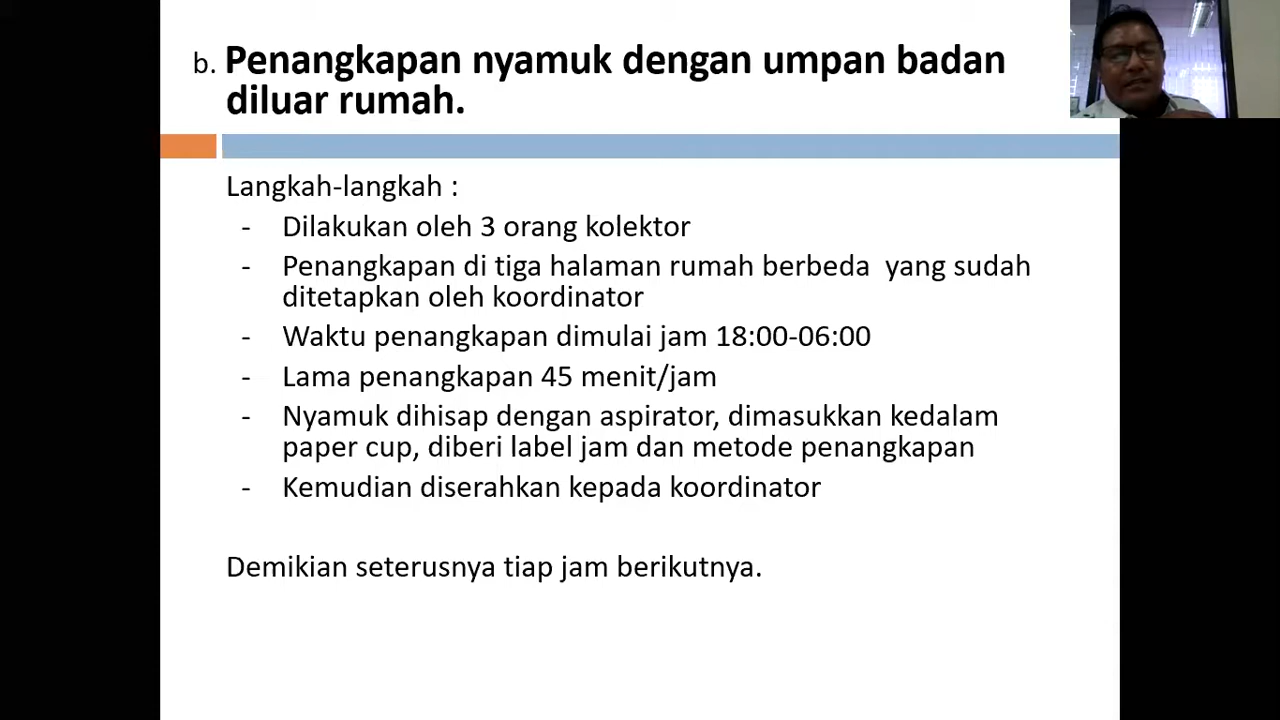 b. Penangkapan nyamuk dengan umpan badan
diluar rumah.
Langkah-langkah :
- Dilakukan oleh 3 orang kolektor
- Penangkapan di tiga halaman rumah berbeda  yang sudah
ditetapkan oleh koordinator
- Waktu penangkapan dimulai jam 18:00-06:00
- Lama penangkapan 45 menit/jam
- Nyamuk dihisap dengan aspirator, dimasukkan kedalam
paper cup, diberi label jam dan metode penangkapan
- Kemudian diserahkan kepada koordinator
Demikian seterusnya tiap jam berikutnya.